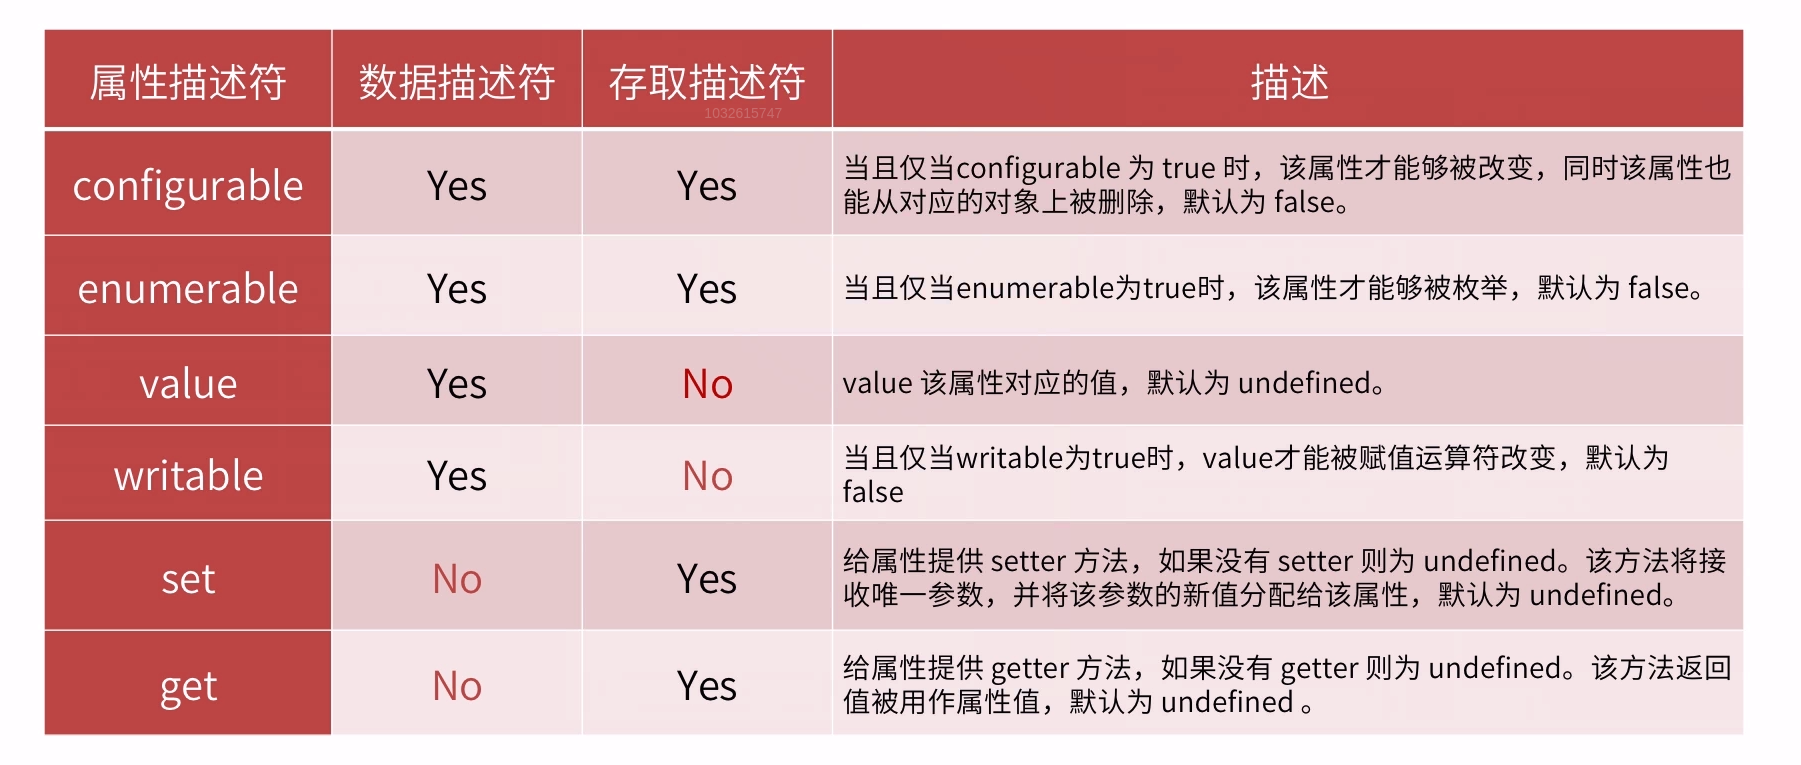 属性描述符 数据描述符 存取描述符 描述
1032615747
configurable Yes Yes 当且仅当configurable 为 true 时，该属性才能够被改变，同时该属性也
能从对应的对象上被删除，默认为 false。
enumerable Yes Yes 当且仅当enumerable为true时，该属性才能够被枚举，默认为 false。
value Yes No value 该属性对应的值，默认为 undefined。
writable Yes No 当且仅当writable为true时，value才能被赋值运算符改变，默认为
false
set No Yes 给属性提供 setter 方法，如果没有 setter 则为 undefined。该方法将接
收唯一参数，并将该参数的新值分配给该属性，默认为 undefined。
get No Yes 给属性提供 getter 方法，如果没有 getter 则为 undefined。该方法返回
值被用作属性值，默认为 undefined 。